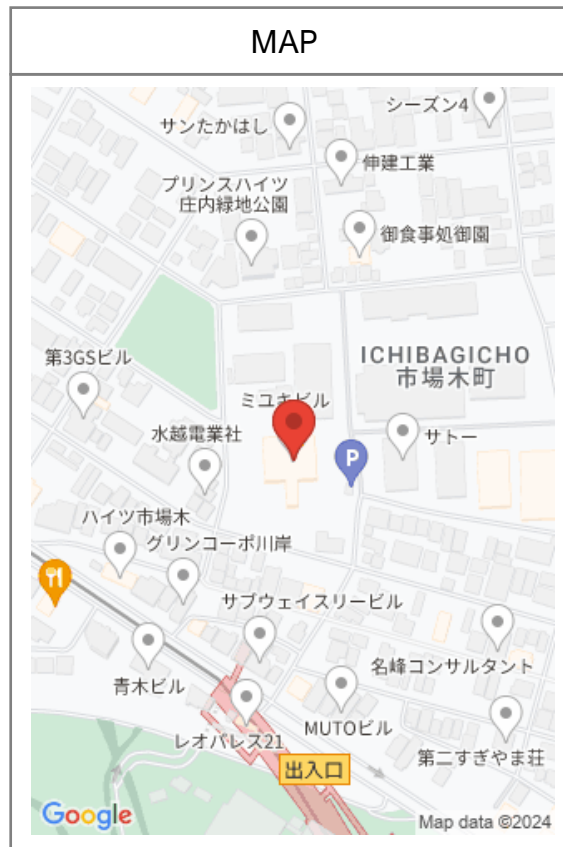 MAP
シーズン4
サンたかはし
伸建工業
プリンスハイツ
庄内緑地公園
御食事処御園
ICHIBAGICHO
市場木町
第3GSビル
ミユキビル
水越電業社
サトー
P
ハイツ市場木
グリンコーポ川岸
サブウェイスリービル
名峰コンサルタント
青木ビル
レオパレス21
MUTOビル
第二すぎやま荘
出入口
Google
Map data ©2024